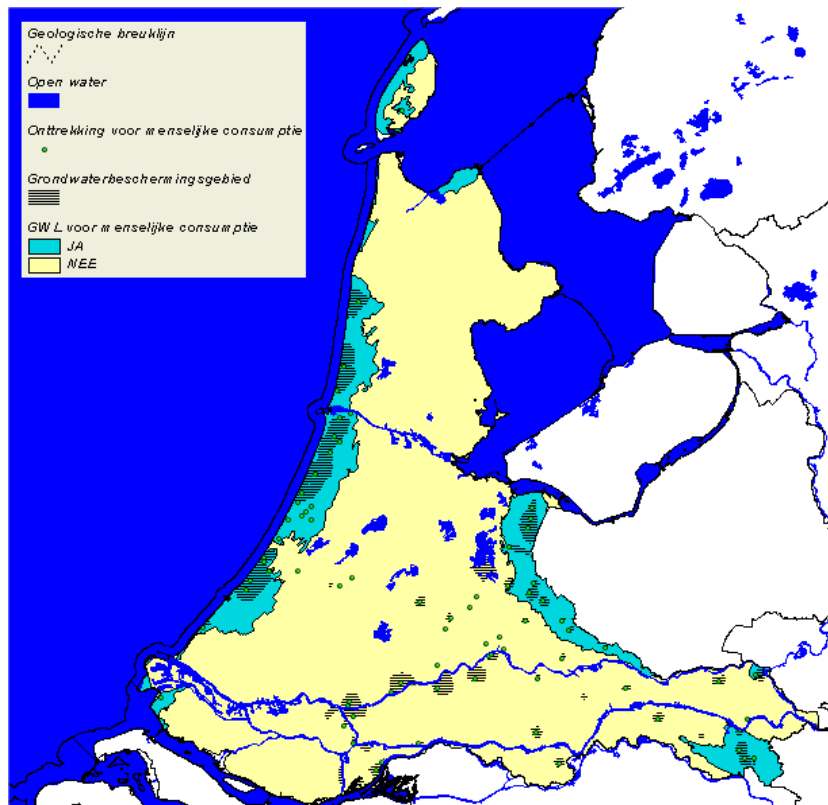 Geologische breuklijn
Open water
Onttrekking voor menselijke consumptie
Grondwaterbeschermingsgebied
GWL voor menselijke consumptie
JA
NEE